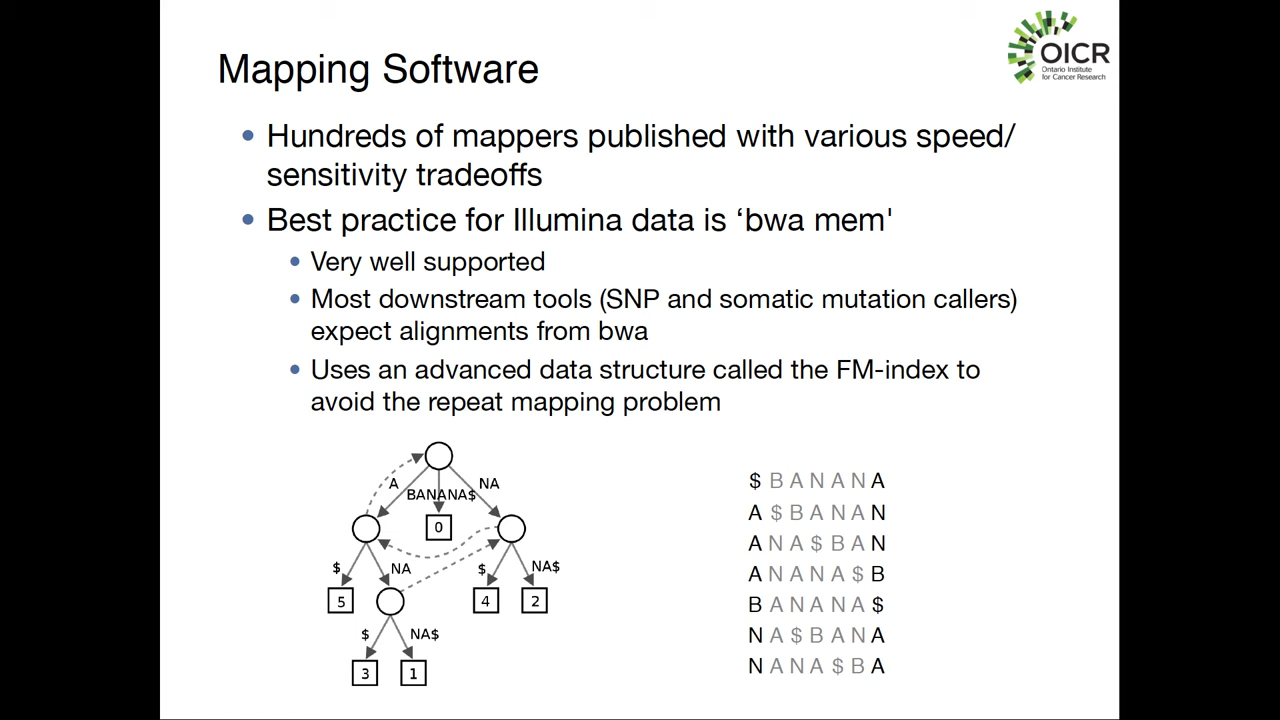 OICR
Ontario Institute
for Cancer Research
Mapping Software
• Hundreds of mappers published with various speed/
sensitivity tradeoffs
• Best practice for Illumina data is ‘bwa mem'
• Very well supported
• Most downstream tools (SNP and somatic mutation callers)
expect alignments from bwa
• Uses an advanced data structure called the FM-index to
avoid the repeat mapping problem
A BANANA$ NA
0
$ NA $ NA$
5 4 2
$ NA$
3 1
$ B A N A N A
A $ B A N A N
A N A $ B A N
A N A N A $ B
B A N A N A $
N A $ B A N A
N A N A $ B A